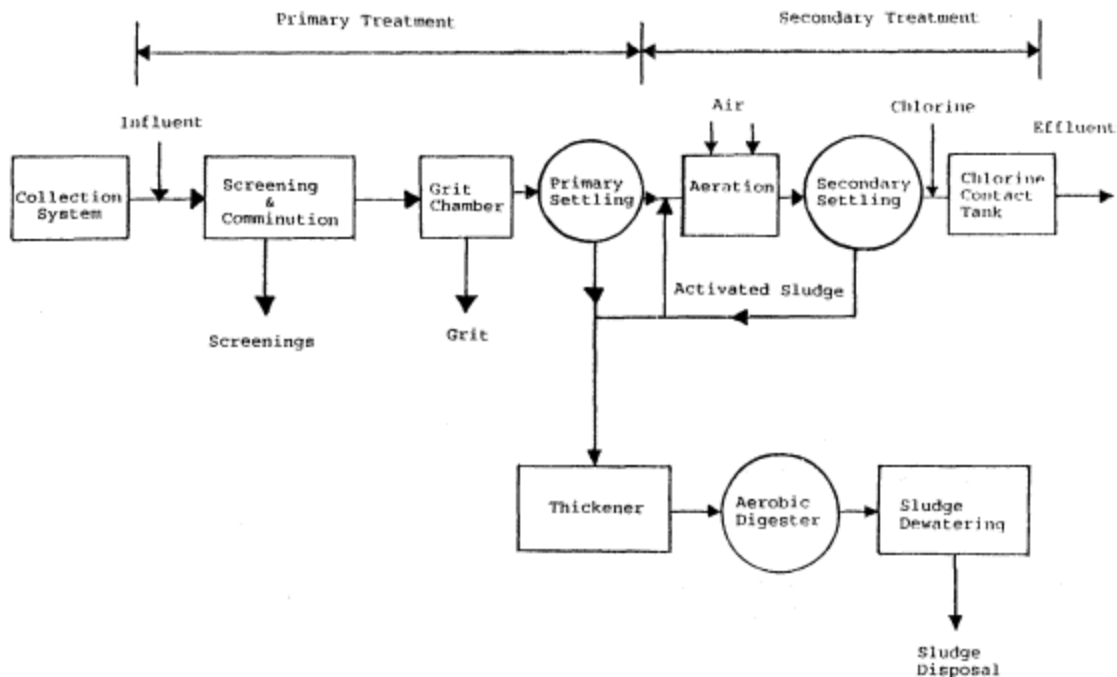 Primary Treatment
Secondary Treatment
Influent
Air
Chlorine
Effluent
Collection
System
Screening
&
Comminution
Grit
Chamber
Primary
Settling
Aeration
Secondary
Settling
Chlorine
Contact
Tank
Activated Sludge
Screenings
Grit
Thickener
Aerobic
Digester
Sludge
Dewatering
Sludge
Disposal